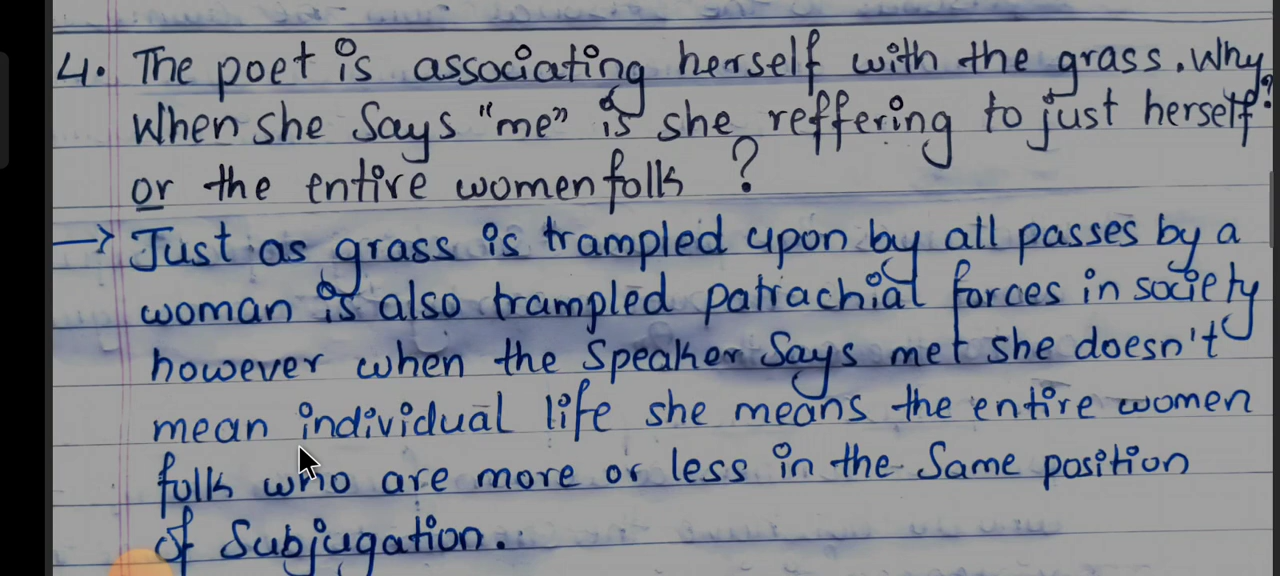 4. The poet is associating herself with the grass. Why
When she Says "me" is she reffering to just herself?
or the entire womenfolk ?
→ Just as grass is trampled upon by all passes by a
woman is also trampled patrachial forces in society
however when the Speaker Says met she doesn't
mean individual life she means the entire women
folk who are more or less in the Same position
of Subjugation.